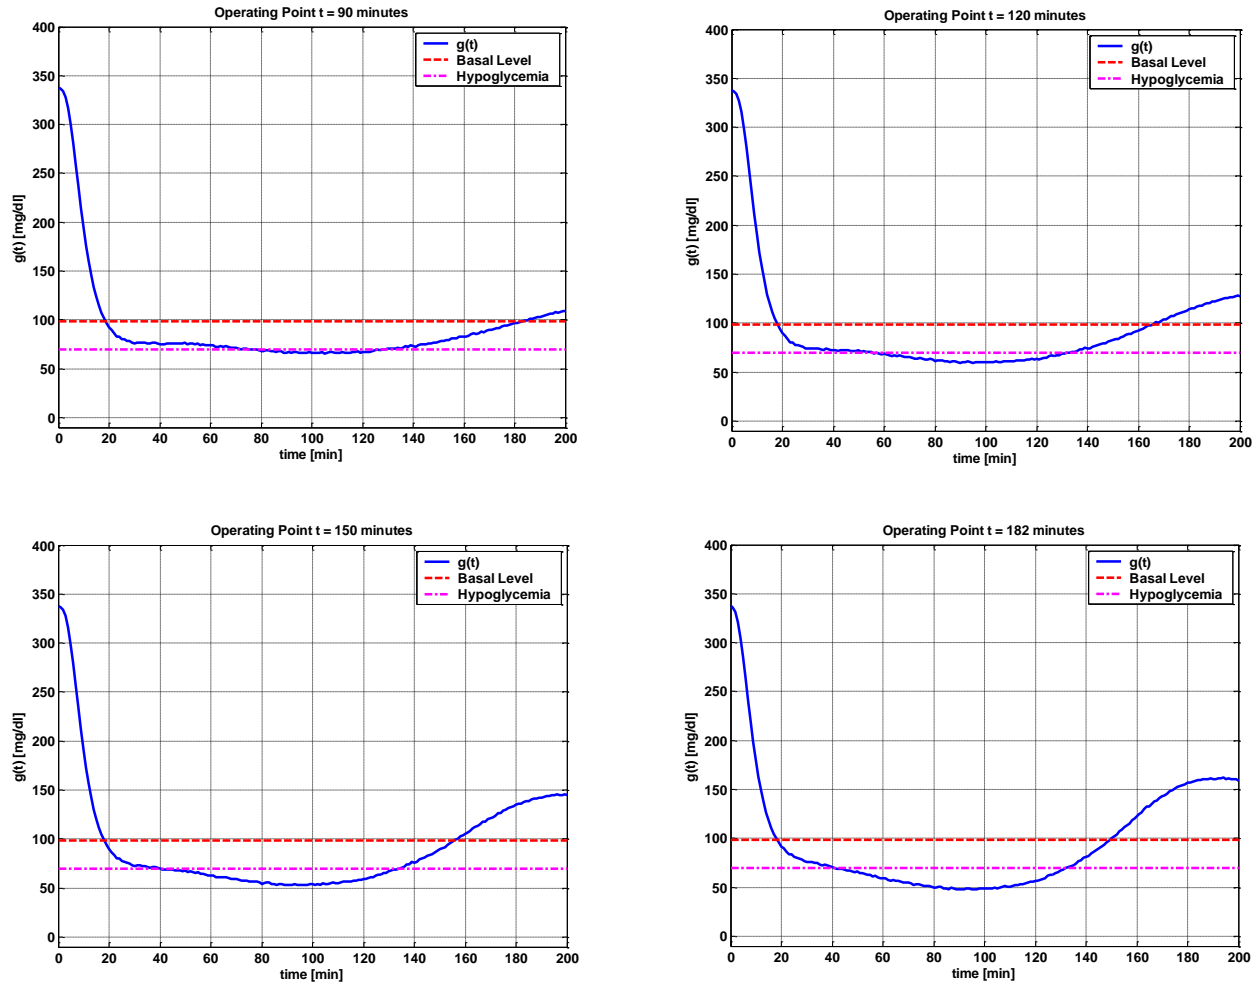 Operating Point t = 90 minutes
g(t) [mg/dl]
400
350
300
250
200
150
100
50
0
g(t)
Basal Level
Hypoglycemia
0 20 40 60 80 100 120 140 160 180 200
time [min]
Operating Point t = 120 minutes
g(t) [mg/dl]
400
350
300
250
200
150
100
50
0
g(t)
Basal Level
Hypoglycemia
0 20 40 60 80 100 120 140 160 180 200
time [min]
Operating Point t = 150 minutes
g(t) [mg/dl]
400
350
300
250
200
150
100
50
0
g(t)
Basal Level
Hypoglycemia
0 20 40 60 80 100 120 140 160 180 200
time [min]
Operating Point t = 182 minutes
g(t) [mg/dl]
400
350
300
250
200
150
100
50
0
g(t)
Basal Level
Hypoglycemia
0 20 40 60 80 100 120 140 160 180 200
time [min]